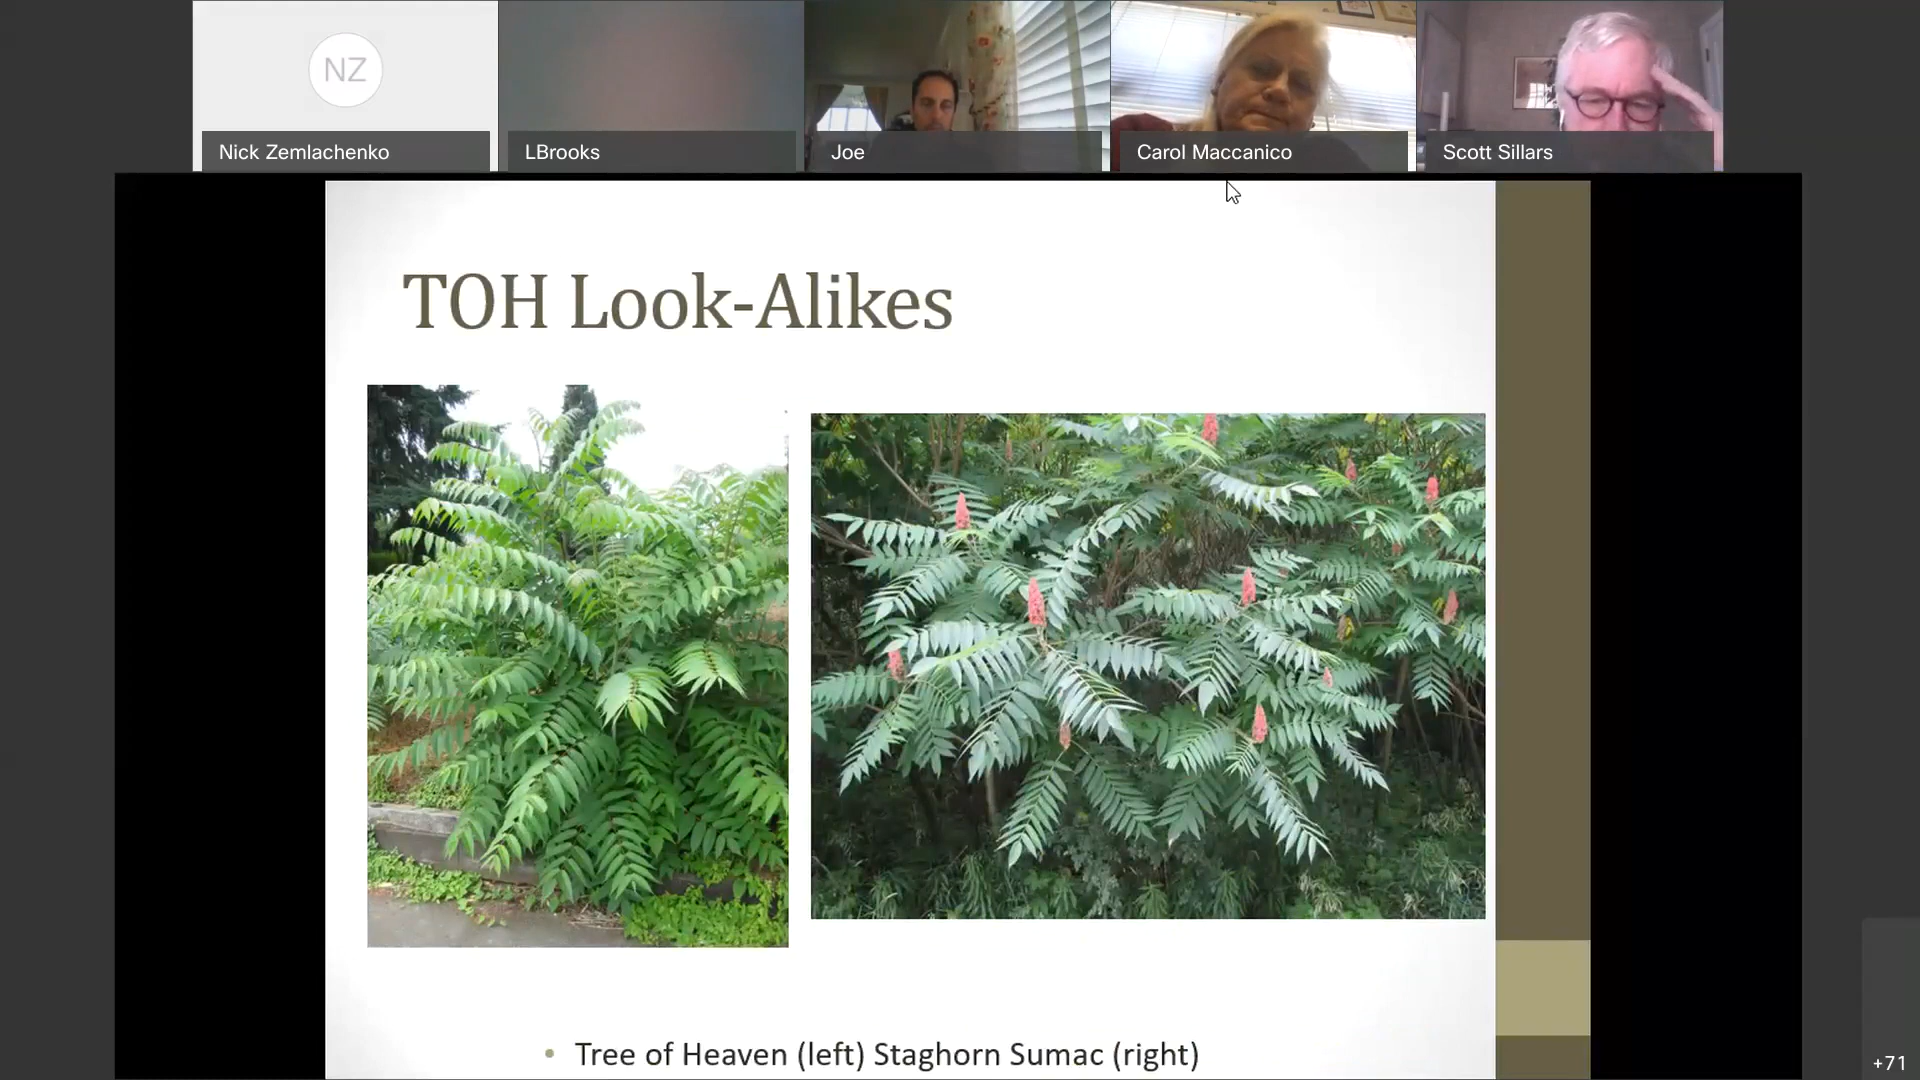 NZ
Nick Zemlachenko
LBrooks
Joe
Carol Maccanico
Scott Sillars
TOH Look-Alikes
• Tree of Heaven (left) Staghorn Sumac (right)
+71